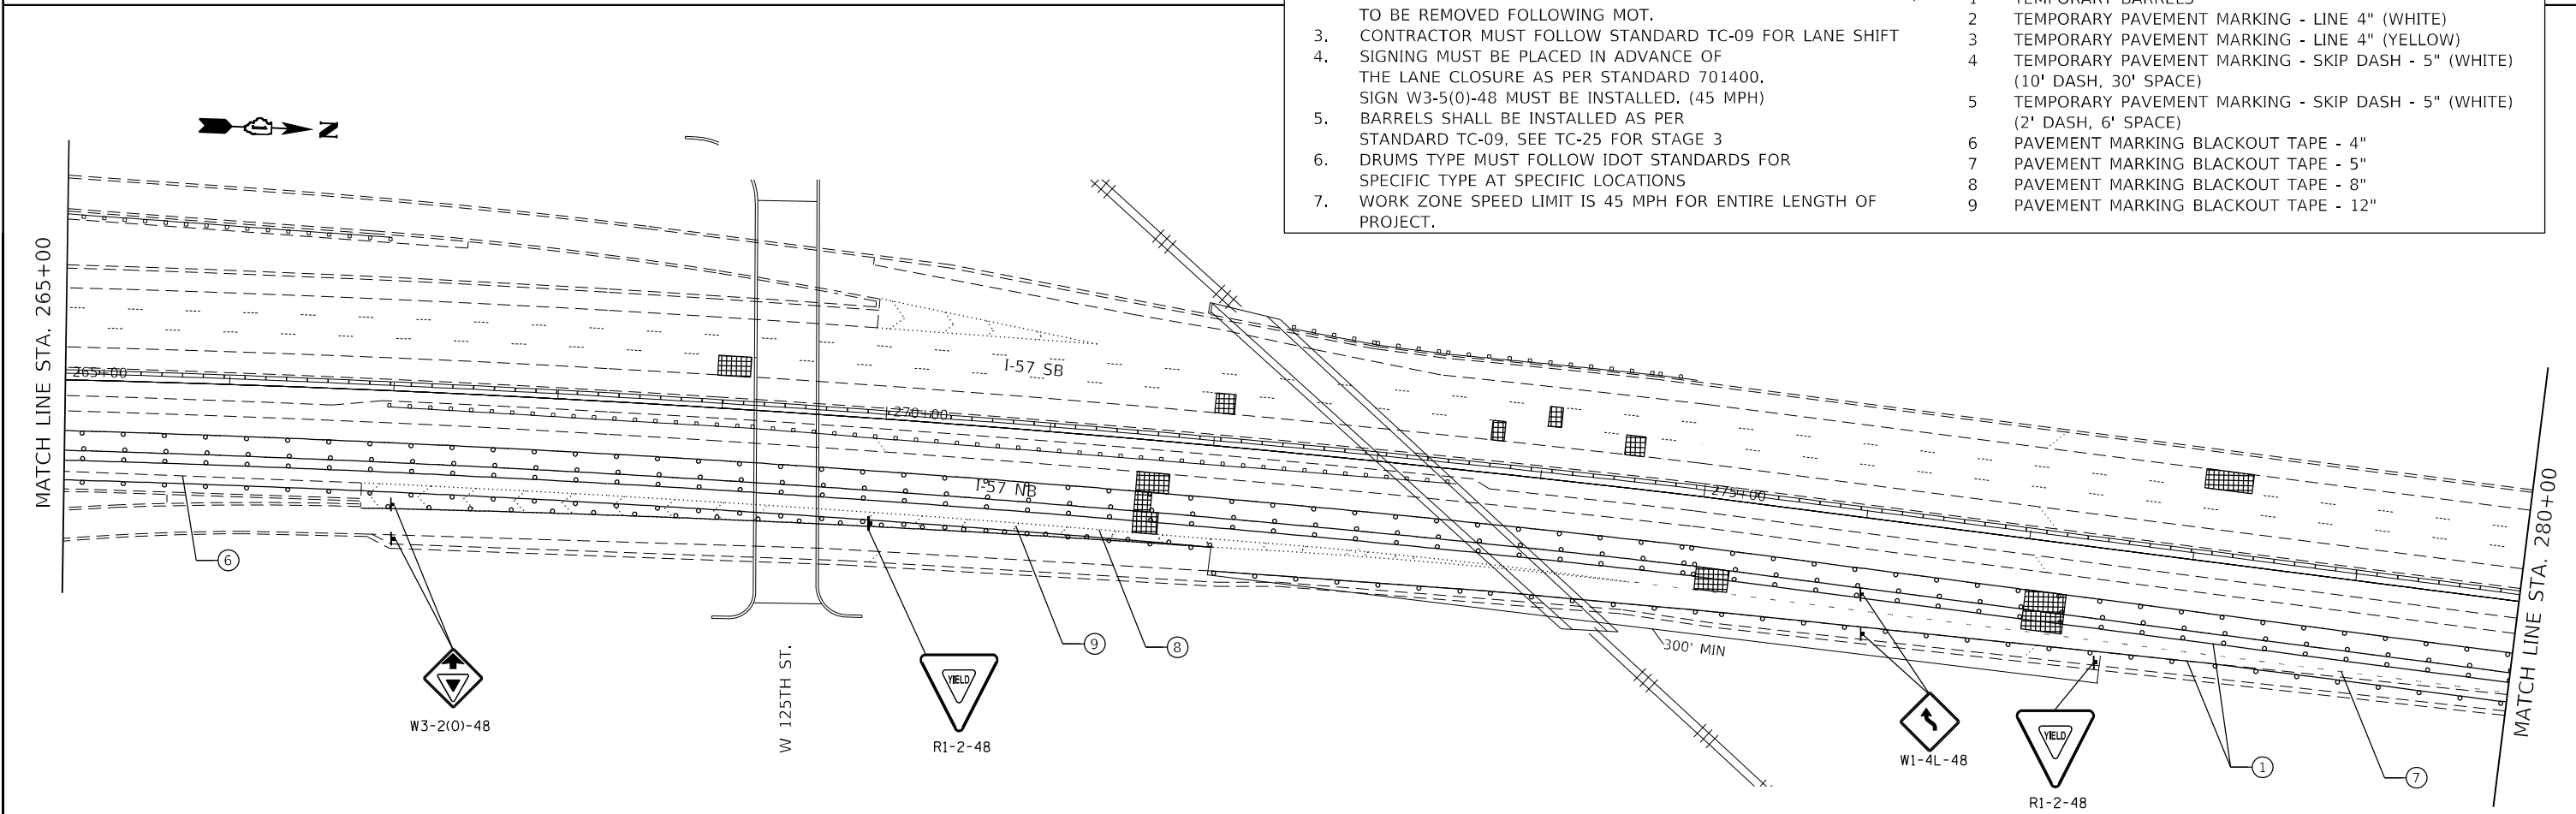 TO BE REMOVED FOLLOWING MOT.
3. CONTRACTOR MUST FOLLOW STANDARD TC-09 FOR LANE SHIFT
4. SIGNING MUST BE PLACED IN ADVANCE OF
THE LANE CLOSURE AS PER STANDARD 701400.
SIGN W3-5(0)-48 MUST BE INSTALLED. (45 MPH)
5. BARRELS SHALL BE INSTALLED AS PER
STANDARD TC-09, SEE TC-25 FOR STAGE 3
6. DRUMS TYPE MUST FOLLOW IDOT STANDARDS FOR
SPECIFIC TYPE AT SPECIFIC LOCATIONS
7. WORK ZONE SPEED LIMIT IS 45 MPH FOR ENTIRE LENGTH OF
PROJECT.
1 TEMPORARY BARRELS
2 TEMPORARY PAVEMENT MARKING - LINE 4" (WHITE)
3 TEMPORARY PAVEMENT MARKING - LINE 4" (YELLOW)
4 TEMPORARY PAVEMENT MARKING - SKIP DASH - 5" (WHITE)
(10' DASH, 30' SPACE)
5 TEMPORARY PAVEMENT MARKING - SKIP DASH - 5" (WHITE)
(2' DASH, 6' SPACE)
6 PAVEMENT MARKING BLACKOUT TAPE - 4"
7 PAVEMENT MARKING BLACKOUT TAPE - 5"
8 PAVEMENT MARKING BLACKOUT TAPE - 8"
9 PAVEMENT MARKING BLACKOUT TAPE - 12"
N
MATCH LINE STA. 265+00
265+00
I-57 SB
270+00
I-57 NB
275+00
MATCH LINE STA. 280+00
300' MIN
6
9
8
1
7
W 125TH ST.
W3-2(0)-48
YIELD
R1-2-48
W1-4L-48
YIELD
R1-2-48